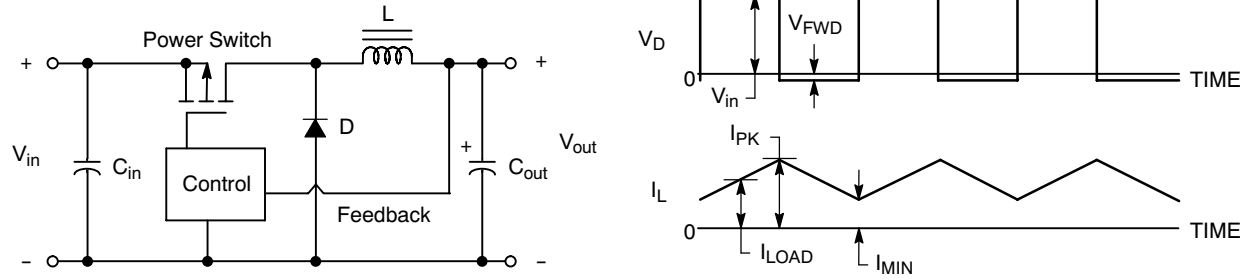 L
Power Switch
+
+
D
V_in
C_in
Control
+
C_out
V_out
Feedback
−
−
V_FWD
V_D
0
TIME
V_in
I_PK
I_L
0
TIME
I_LOAD
I_MIN